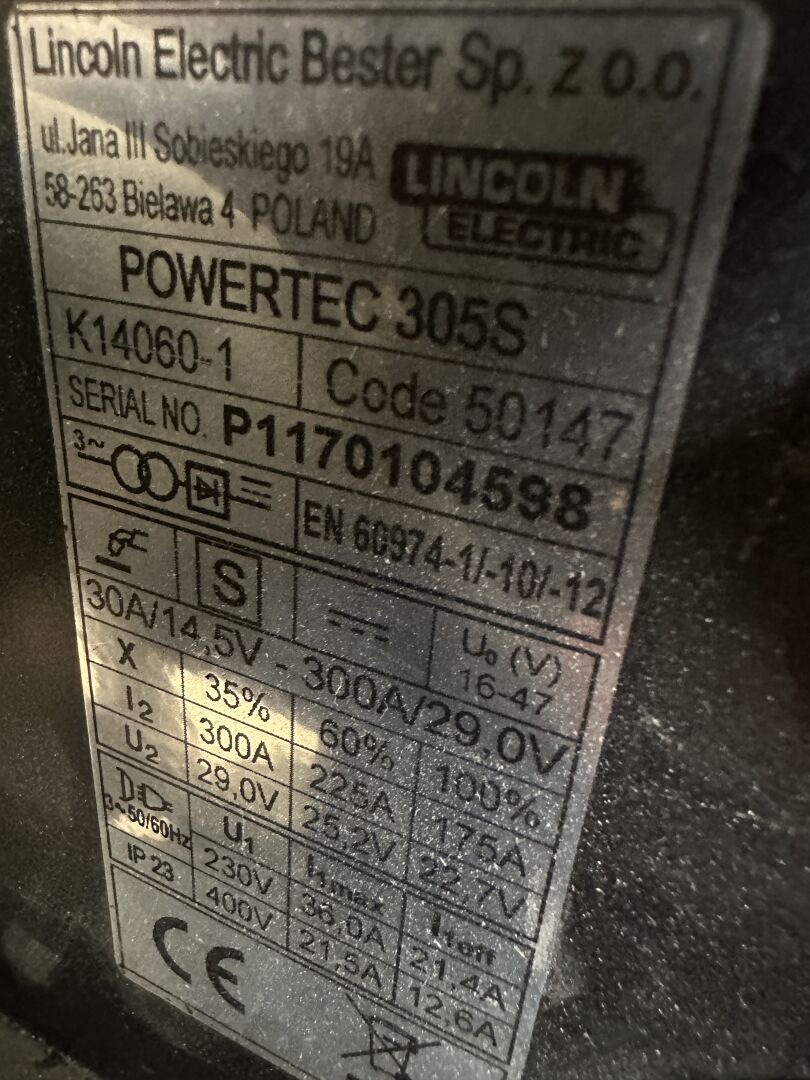 Lincoln Electric Bester Sp. z o.o.
ul.Jana III Sobieskiego 19A
58-263 Bielawa 4 POLAND
LINCOLN
ELECTRIC
POWERTEC 305S
K14060-1 Code 50147
SERIAL NO. P1170104598
3~ EN 60974-1/-10/-12
S U₀ (V)
16-47
30A/14,5V - 300A/29,0V
X 35% 60% 100%
I₂ 300A 225A 175A
U₂ 29,0V 25,2V 22,7V
3~50/60Hz U₁ I₁max I₁eff
230V 36,0A 21,4A
IP 23 400V 21,5A 12,6A
CE